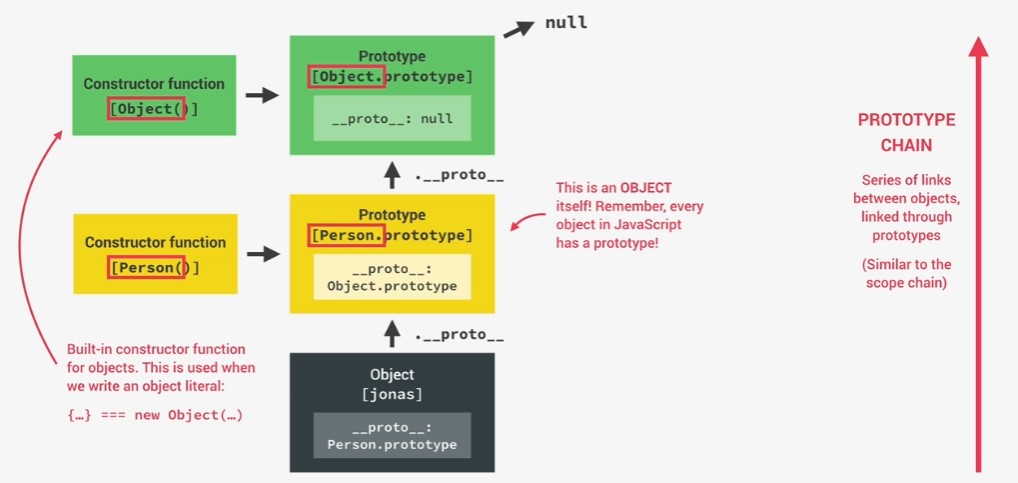 null
Prototype
[Object.prototype]
__proto__: null
Constructor function
[Object()]
.__proto__
Prototype
[Person.prototype]
__proto__:
Object.prototype
Constructor function
[Person()]
This is an OBJECT
itself! Remember, every
object in JavaScript
has a prototype!
.__proto__
Object
[jonas]
__proto__:
Person.prototype
Built-in constructor function
for objects. This is used when
we write an object literal:
{…} === new Object(…)
PROTOTYPE
CHAIN
Series of links
between objects,
linked through
prototypes
(Similar to the
scope chain)